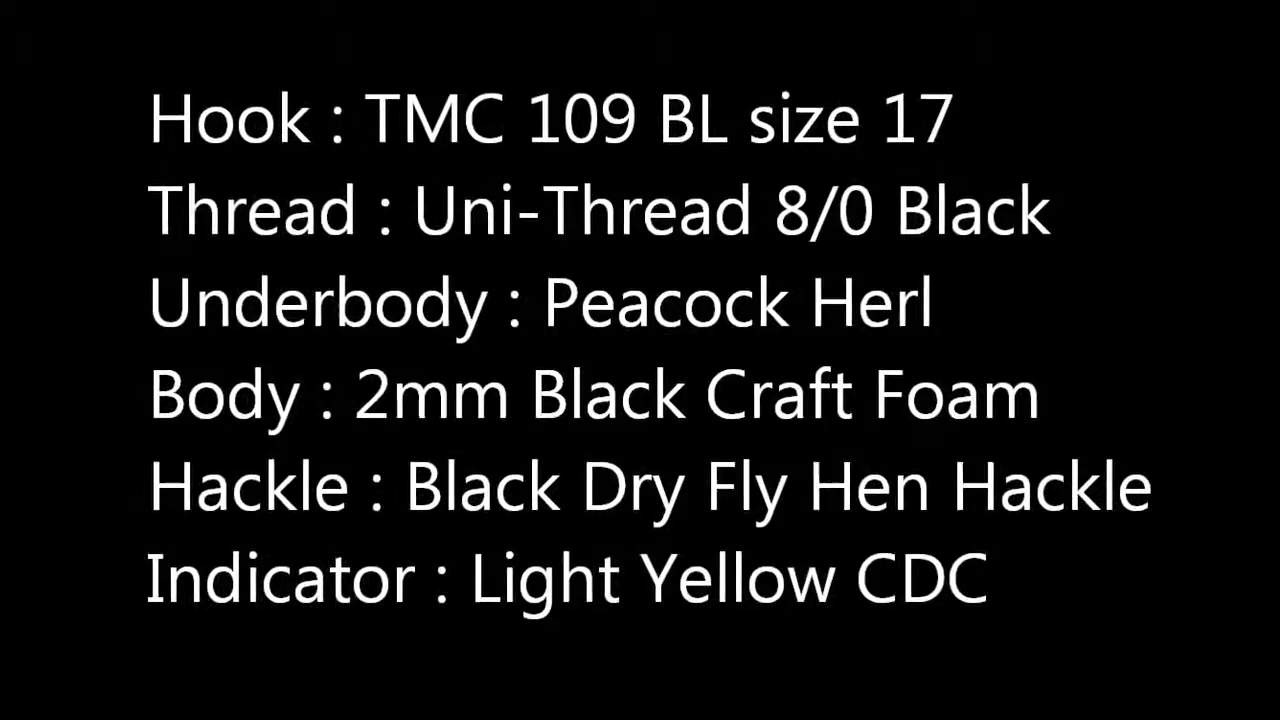 Hook : TMC 109 BL size 17
Thread : Uni-Thread 8/0 Black
Underbody : Peacock Herl
Body : 2mm Black Craft Foam
Hackle : Black Dry Fly Hen Hackle
Indicator : Light Yellow CDC